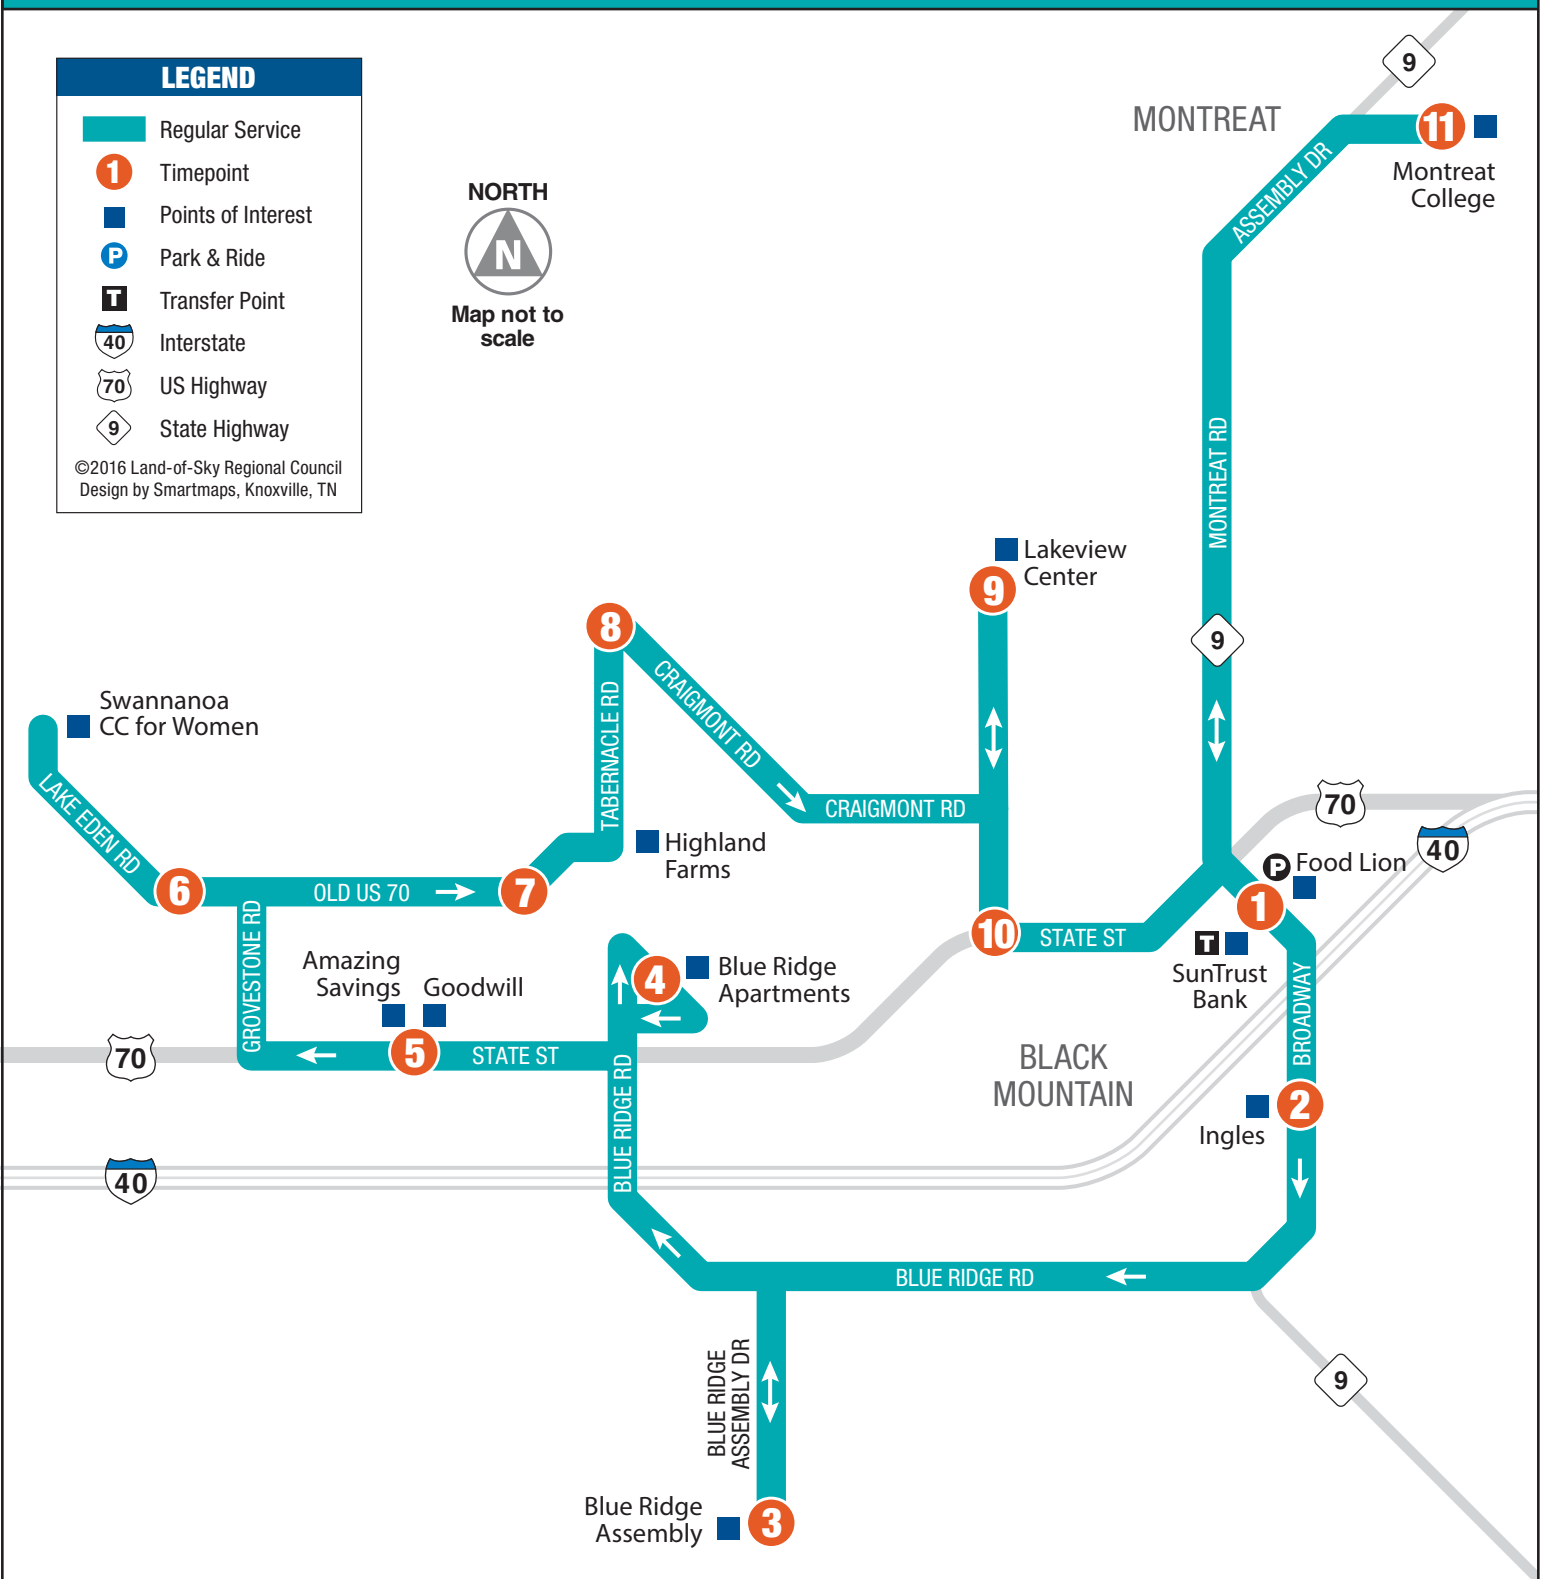 LEGEND
Regular Service
1
Timepoint
Points of Interest
P
Park & Ride
T
Transfer Point
40
Interstate
70
US Highway
9
State Highway
©2016 Land-of-Sky Regional Council
Design by Smartmaps, Knoxville, TN
NORTH
N
Map not to
scale
9
MONTREAT
11
Montreat
College
ASSEMBLY DR
MONTREAT RD
9
Lakeview
Center
9
8
CRAIGMONT RD
TABERNACLE RD
CRAIGMONT RD
Swannanoa
CC for Women
LAKE EDEN RD
6
OLD US 70
7
Highland
Farms
70
40
P
Food Lion
1
T
SunTrust
Bank
10
STATE ST
GROVESTONE RD
Amazing
Savings
Goodwill
4
Blue Ridge
Apartments
70
5
STATE ST
BLACK
MOUNTAIN
BROADWAY
2
Ingles
BLUE RIDGE RD
40
BLUE RIDGE RD
BLUE RIDGE
ASSEMBLY DR
9
Blue Ridge
Assembly
3